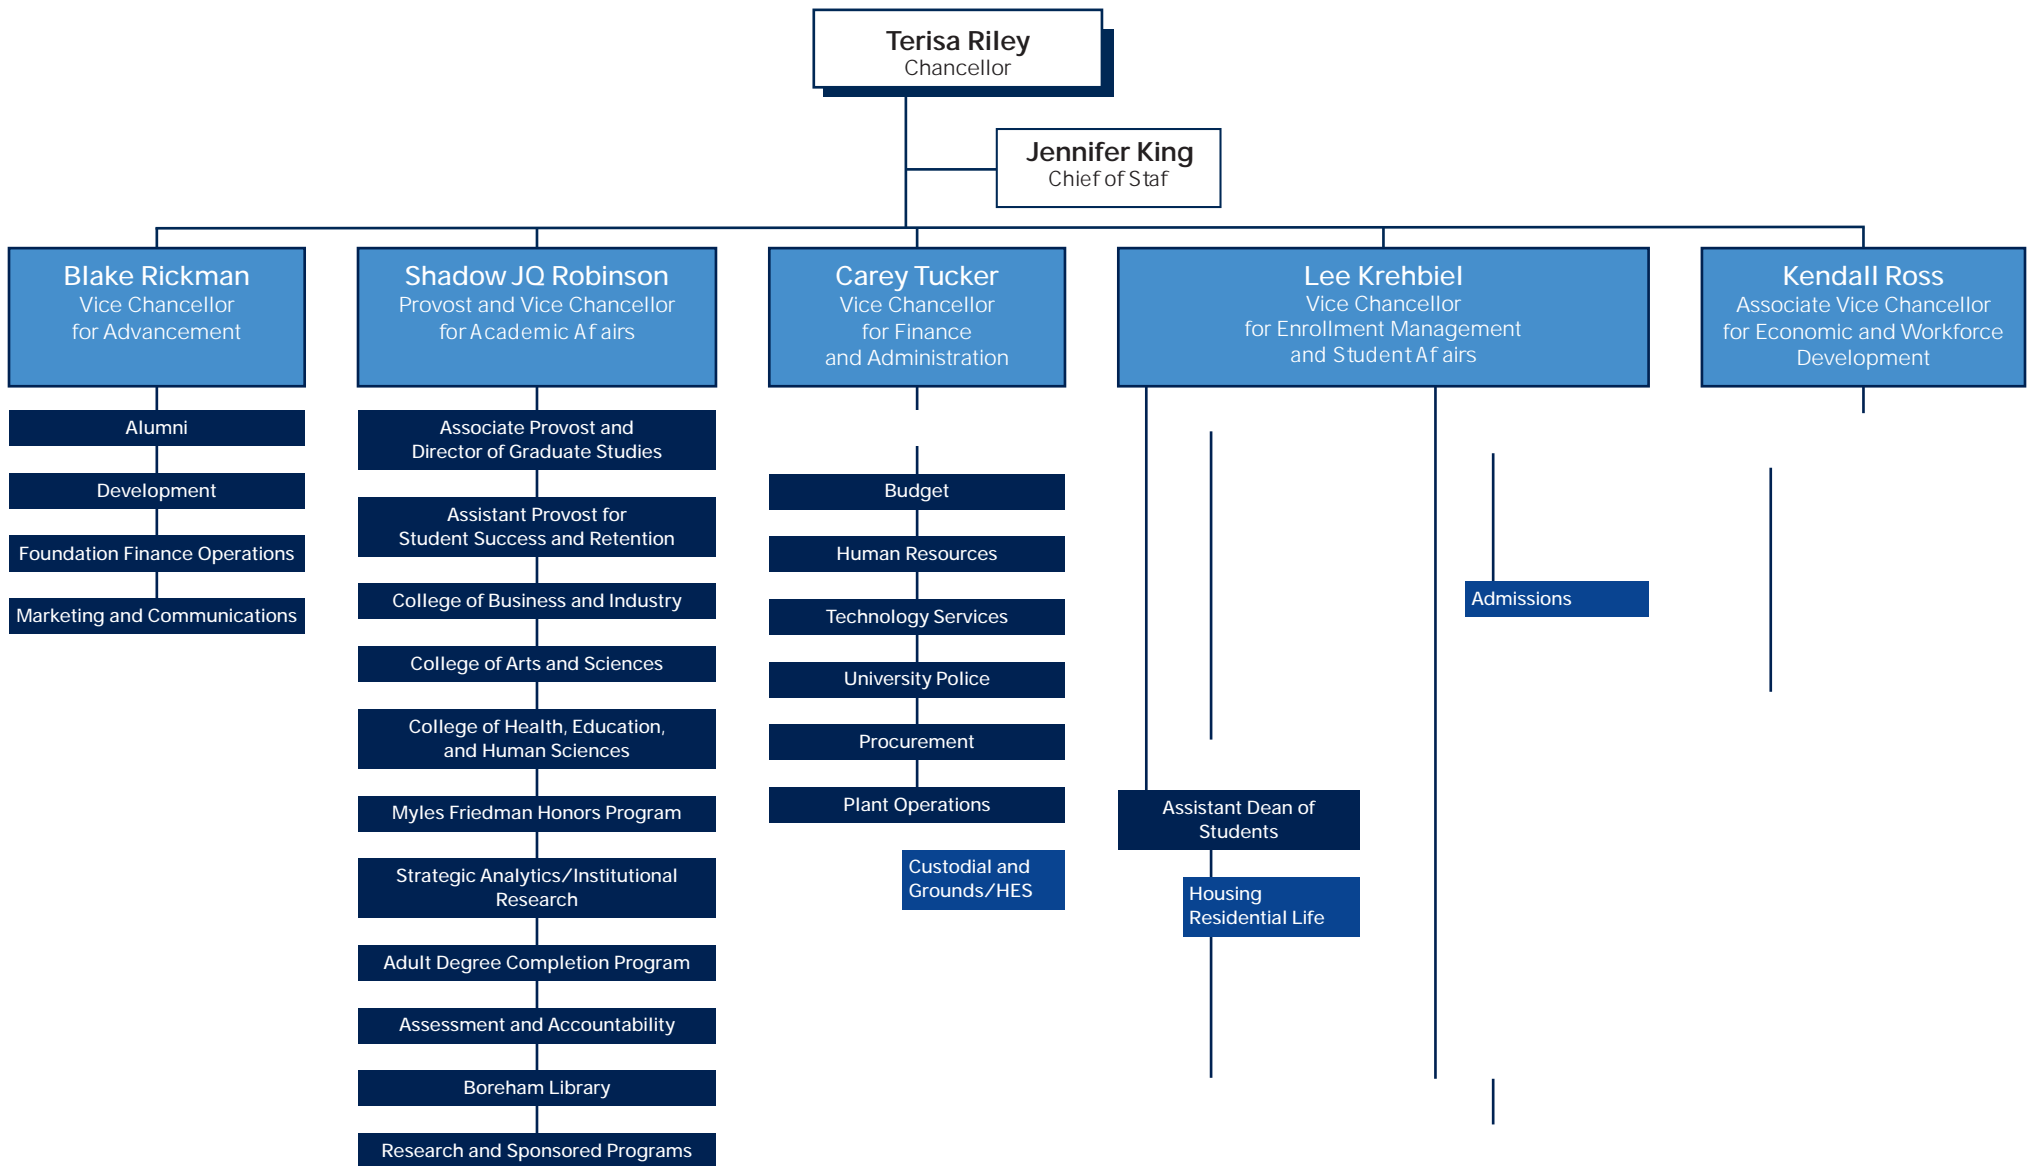 Terisa Riley
Chancellor
Jennifer King
Chief of Staf
Blake Rickman
Vice Chancellor
for Advancement
Alumni
Development
Foundation Finance Operations
Marketing and Communications
Shadow JQ Robinson
Provost and Vice Chancellor
for Academic Af airs
Associate Provost and
Director of Graduate Studies
Assistant Provost for
Student Success and Retention
College of Business and Industry
College of Arts and Sciences
College of Health, Education,
and Human Sciences
Myles Friedman Honors Program
Strategic Analytics/Institutional
Research
Adult Degree Completion Program
Assessment and Accountability
Boreham Library
Research and Sponsored Programs
Carey Tucker
Vice Chancellor
for Finance
and Administration
Budget
Human Resources
Technology Services
University Police
Procurement
Plant Operations
Custodial and
Grounds/HES
Lee Krehbiel
Vice Chancellor
for Enrollment Management
and Student Af airs
Assistant Dean of
Students
Housing
Residential Life
Admissions
Kendall Ross
Associate Vice Chancellor
for Economic and Workforce
Development